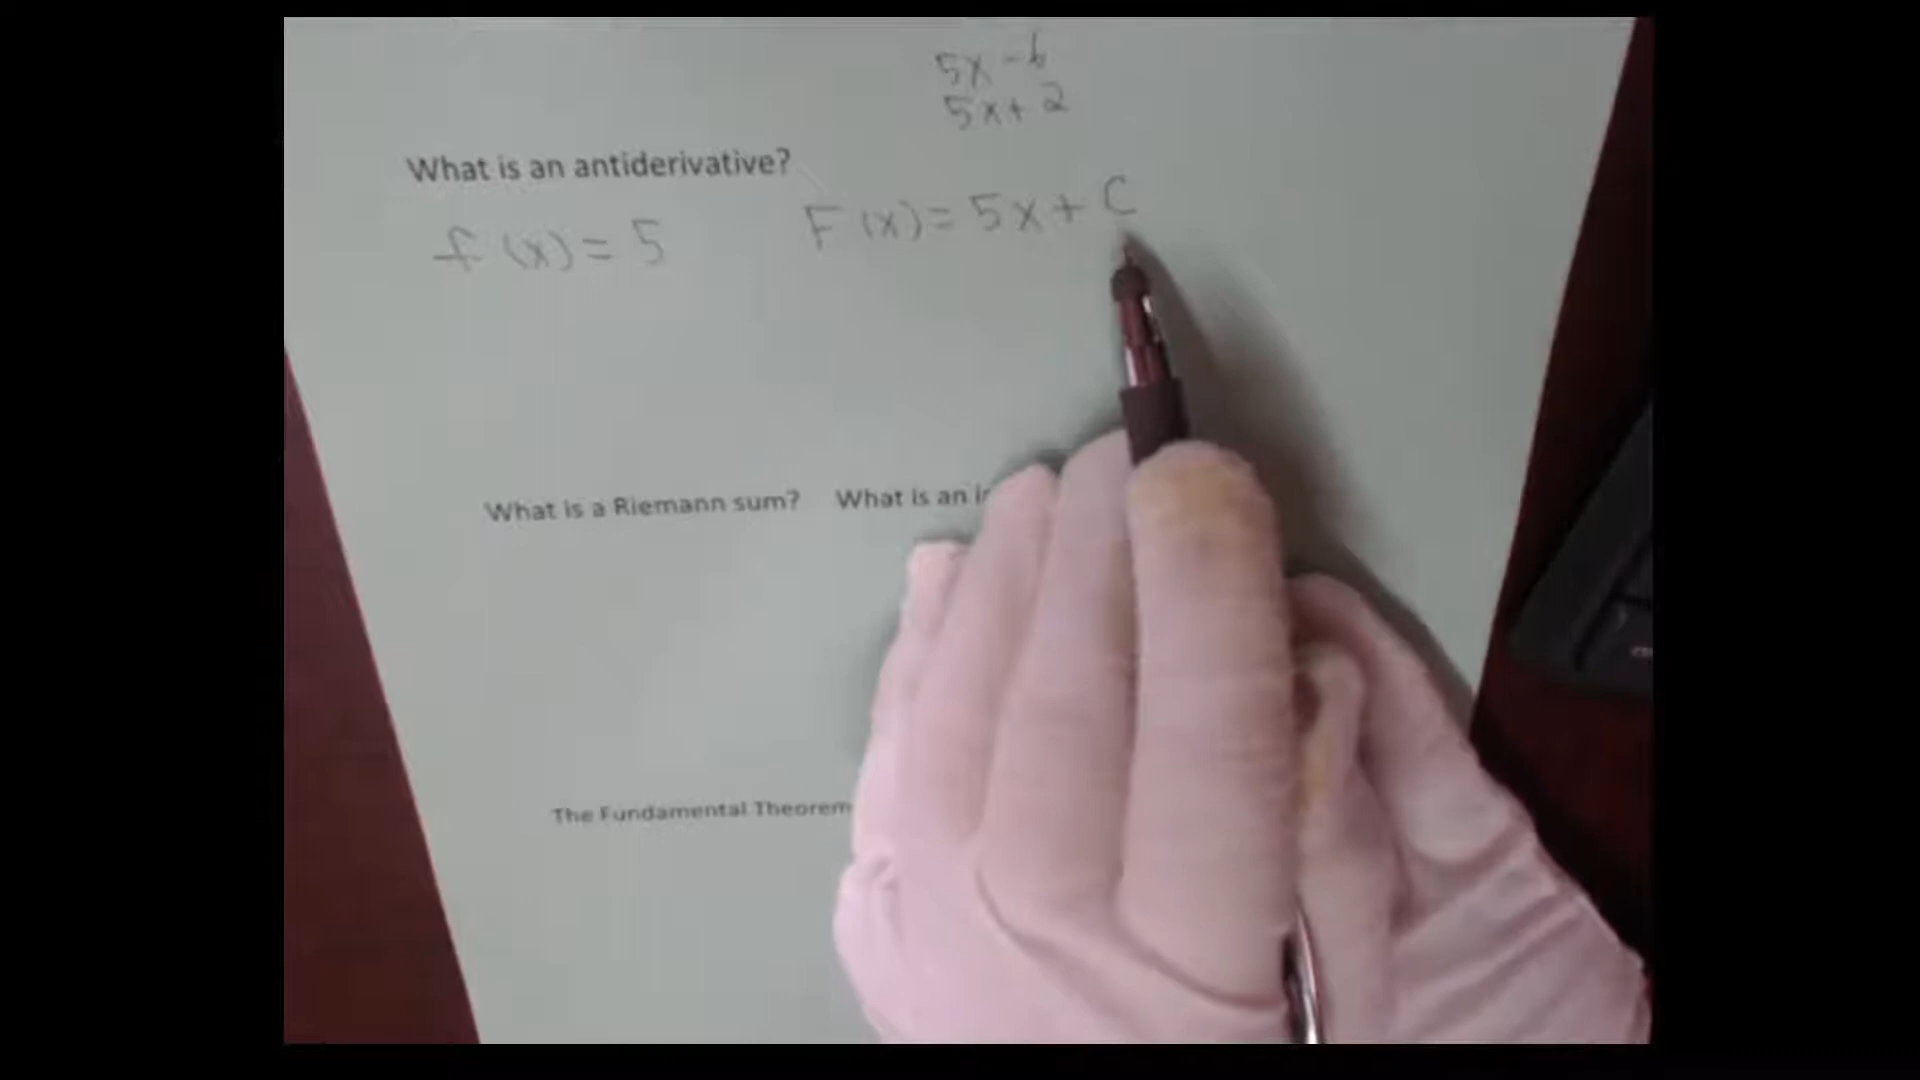 5x - 6
5x + 2
What is an antiderivative?
f(x) = 5 F(x) = 5x + C
What is a Riemann sum? What is an
The Fundamental Theorem